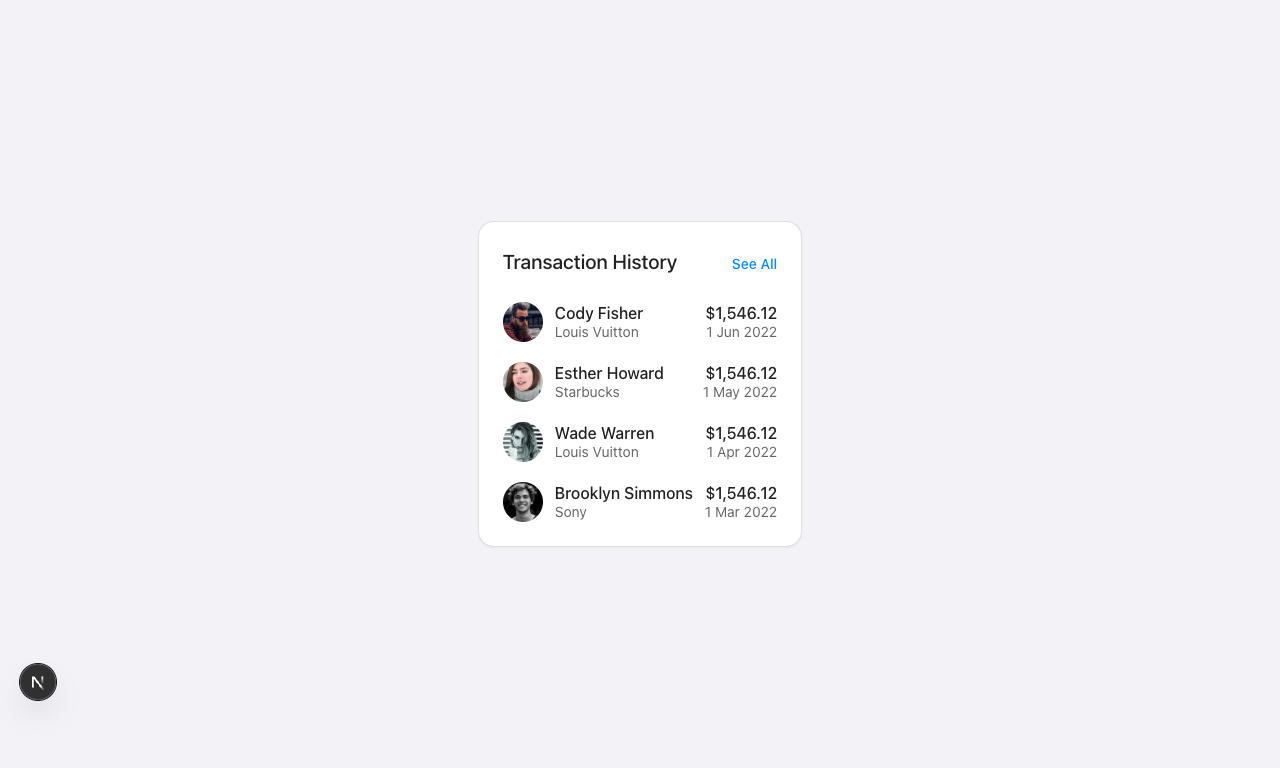 Transaction History See All
Cody Fisher $1,546.12
Louis Vuitton 1 Jun 2022
Esther Howard $1,546.12
Starbucks 1 May 2022
Wade Warren $1,546.12
Louis Vuitton 1 Apr 2022
Brooklyn Simmons $1,546.12
Sony 1 Mar 2022
N